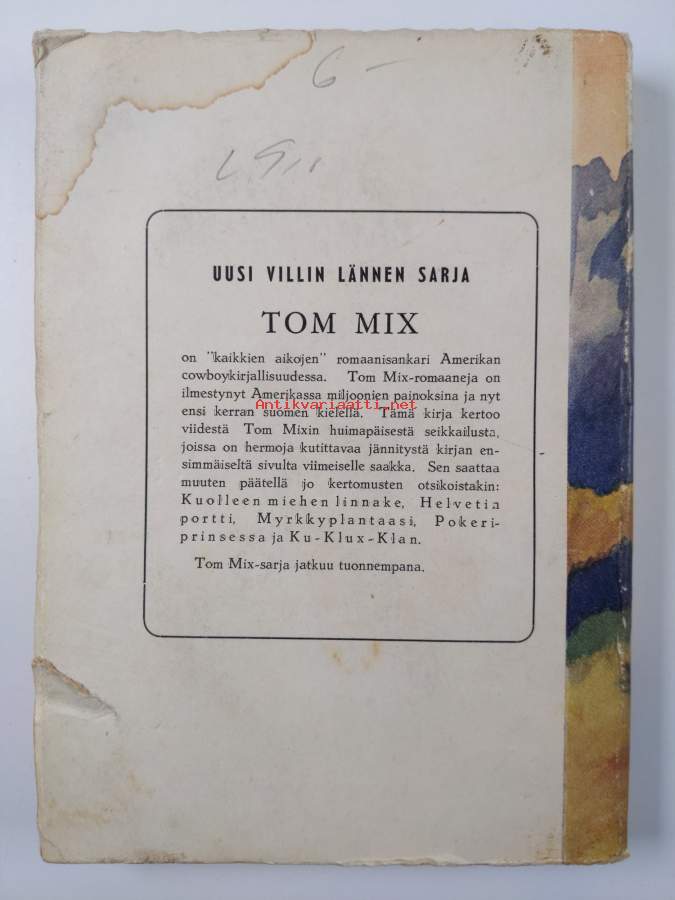 6 –
UUSI VILLIN LÄNNEN SARJA
TOM MIX
on "kaikkien aikojen" romaanisankari Amerikan
cowboykirjallisuudessa. Tom Mix-romaaneja on
ilmestynyt Amerikassa miljoonien painoksina ja nyt
ensi kerran suomen kielellä. Tämä kirja kertoo
Antikvariaatti.net
viidestä Tom Mixin huimapäisestä seikkailusta,
joissa on hermoja kutittavaa jännitystä kirjan en-
simmäiseltä sivulta viimeiselle saakka. Sen saattaa
muuten päätellä jo kertomusten otsikoistakin:
Kuolleen miehen linnake, Helvetin
portti, Myrkkyplantaasi, Pokeri-
prinsessa ja Ku-Klux-Klan.
Tom Mix-sarja jatkuu tuonnempana.